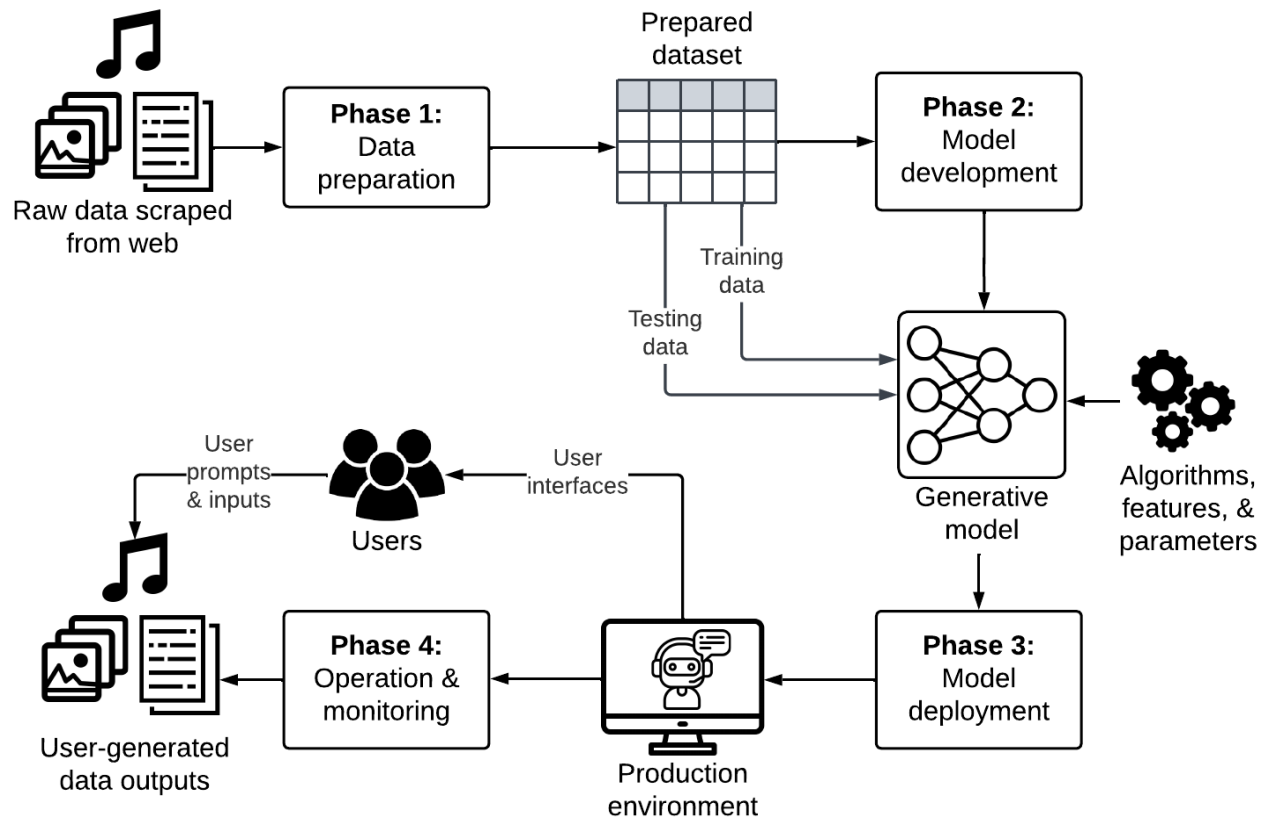 Prepared
dataset
Phase 1:
Data
preparation
Phase 2:
Model
development
Raw data scraped
from web
Training
data
Testing
data
Generative
model
Algorithms,
features, &
parameters
User
prompts
& inputs
Users
User
interfaces
Phase 4:
Operation &
monitoring
Phase 3:
Model
deployment
User-generated
data outputs
Production
environment